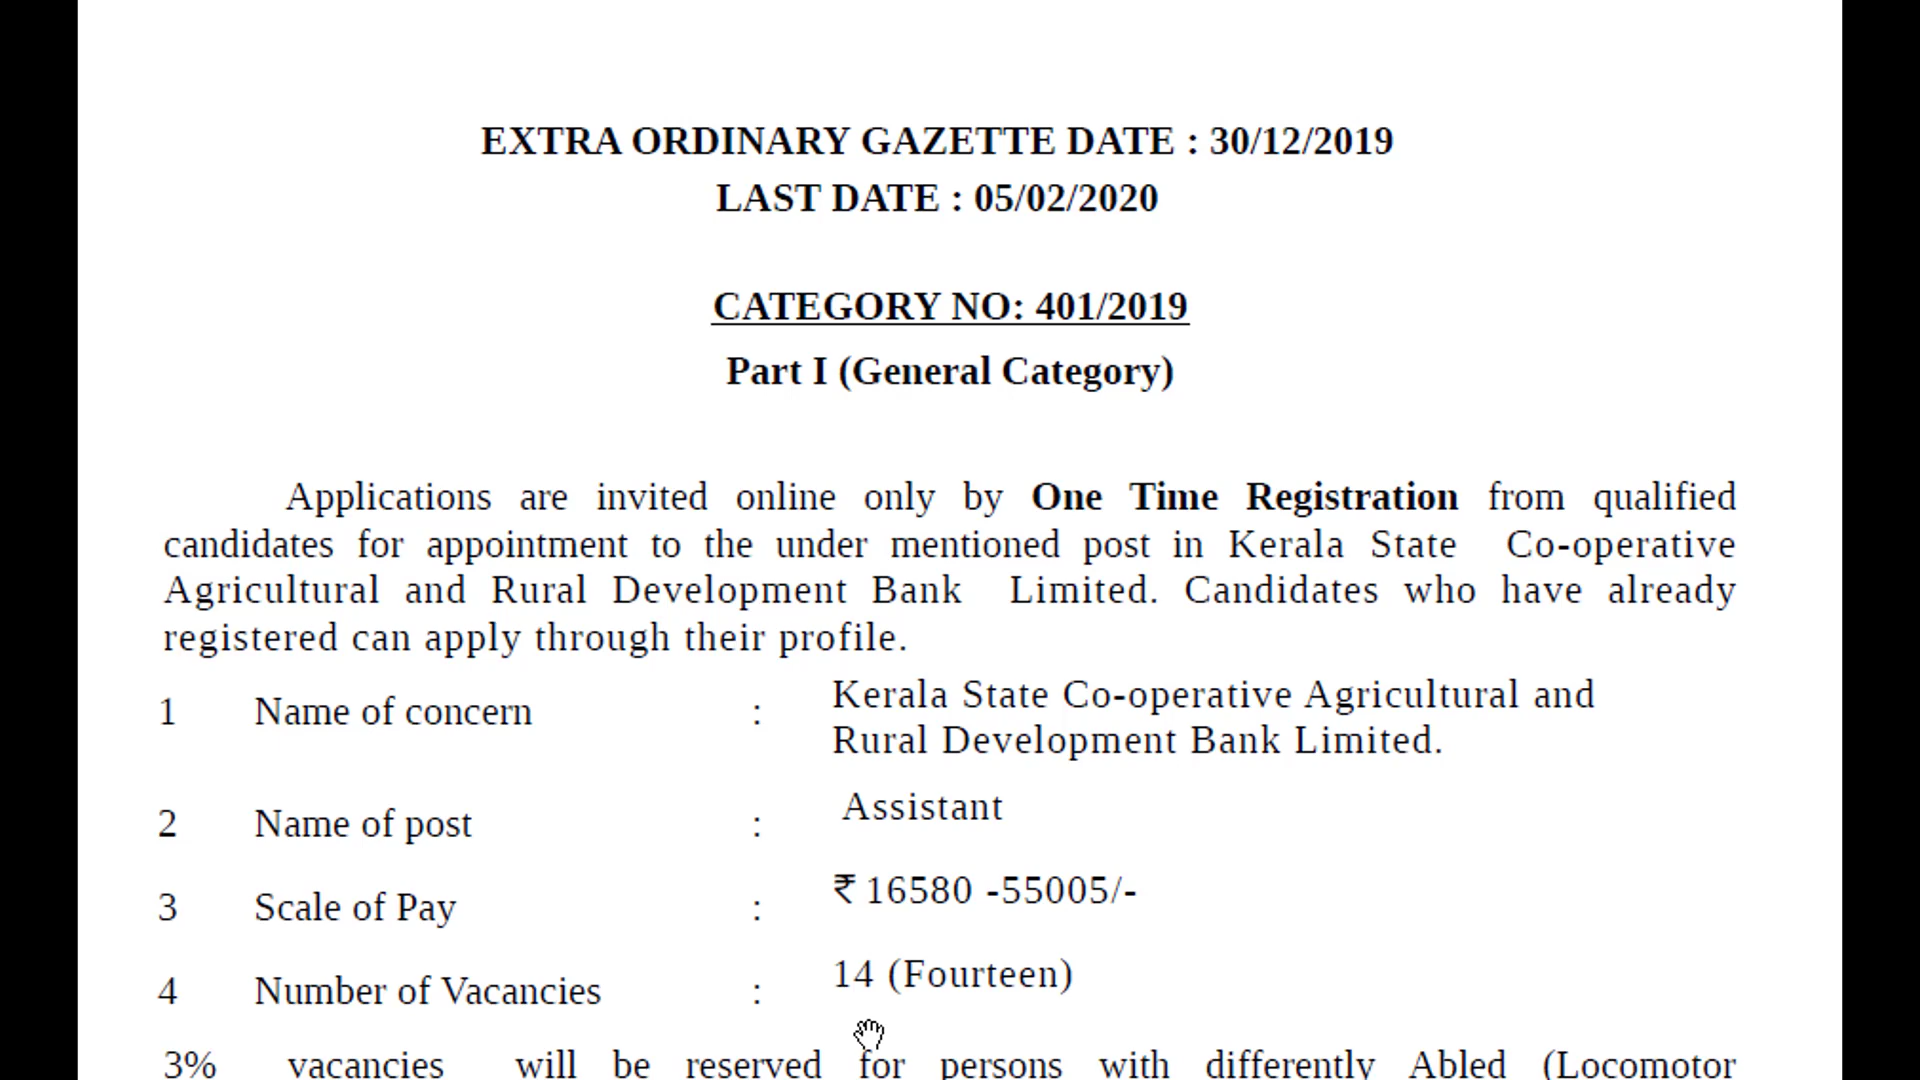 EXTRA ORDINARY GAZETTE DATE : 30/12/2019
LAST DATE : 05/02/2020
CATEGORY NO: 401/2019
Part I (General Category)
Applications are invited online only by One Time Registration from qualified
candidates for appointment to the under mentioned post in Kerala State Co-operative
Agricultural and Rural Development Bank Limited. Candidates who have already
registered can apply through their profile.
1 Name of concern : Kerala State Co-operative Agricultural and
Rural Development Bank Limited.
2 Name of post : Assistant
3 Scale of Pay : ₹ 16580 -55005/-
4 Number of Vacancies : 14 (Fourteen)
3% vacancies will be reserved for persons with differently Abled (Locomotor